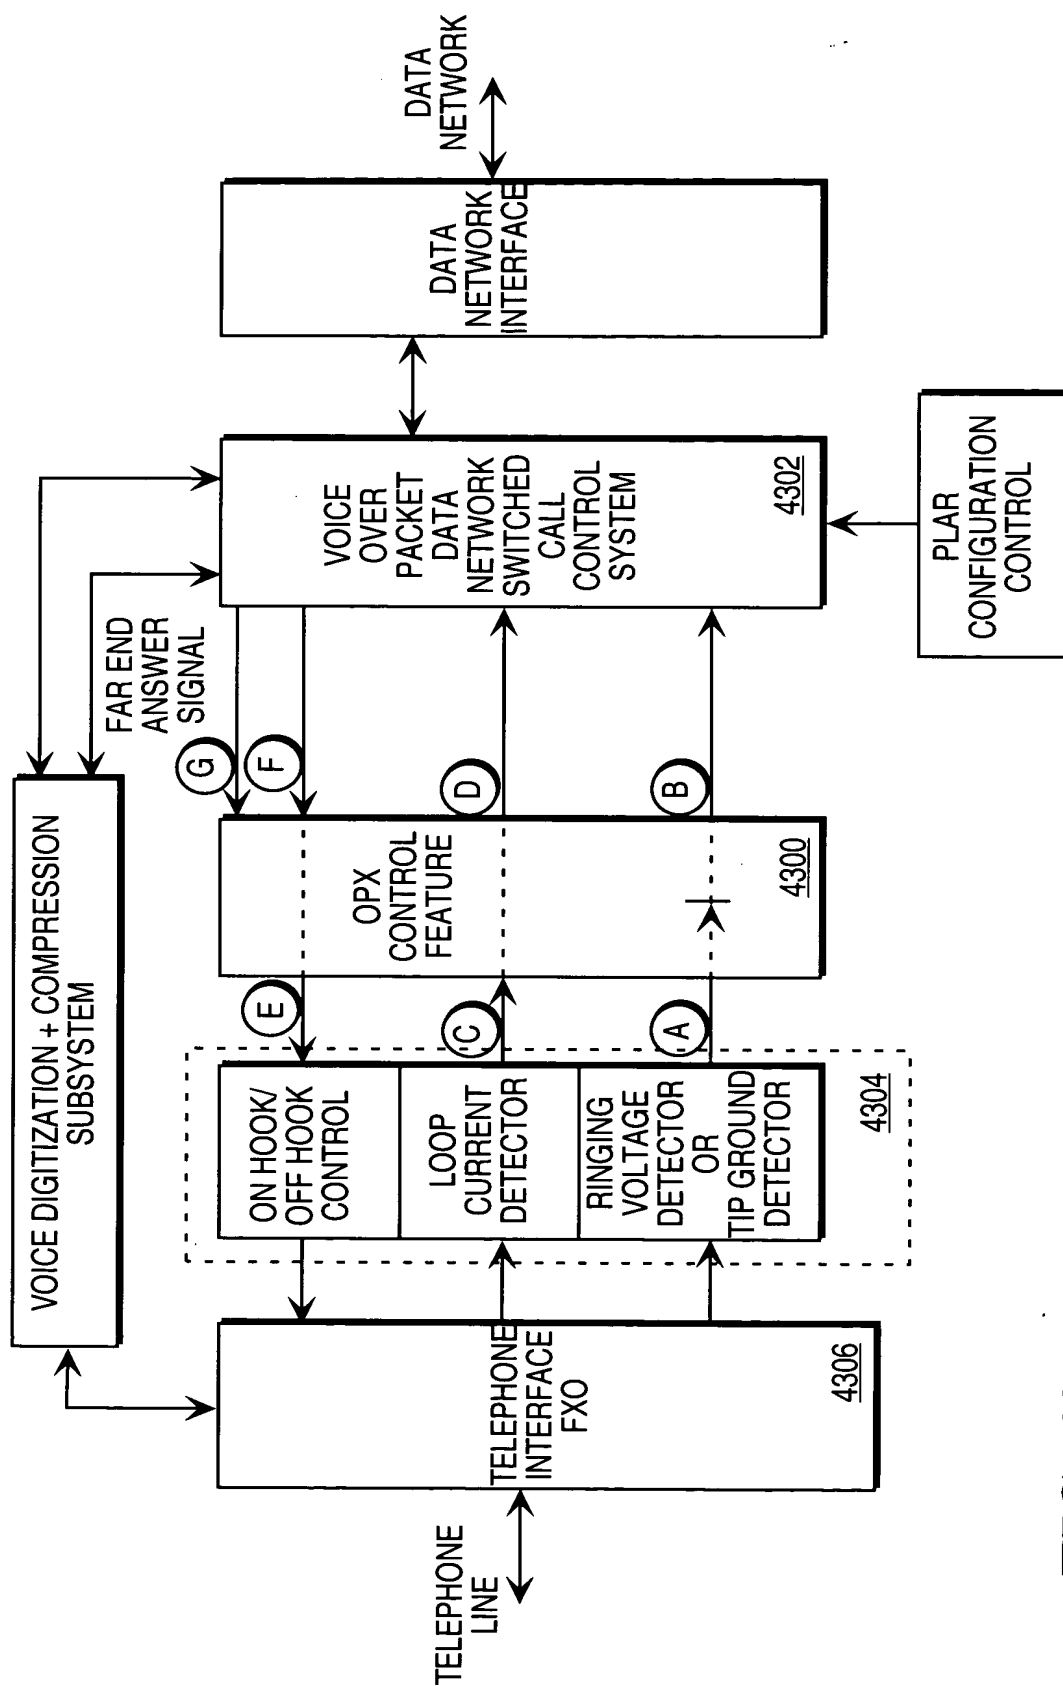 VOICE DIGITIZATION + COMPRESSION
SUBSYSTEM
FAR END
ANSWER
SIGNAL
TELEPHONE
LINE
TELEPHONE
INTERFACE
FXO
4306
ON HOOK/
OFF HOOK
CONTROL
LOOP
CURRENT
DETECTOR
RINGING
VOLTAGE
DETECTOR
OR
TIP GROUND
DETECTOR
4304
E
C
A
OPX
CONTROL
FEATURE
4300
G
F
D
B
VOICE
OVER
PACKET
DATA
NETWORK
SWITCHED
CALL
CONTROL
SYSTEM
4302
PLAR
CONFIGURATION
CONTROL
DATA
NETWORK
INTERFACE
DATA
NETWORK